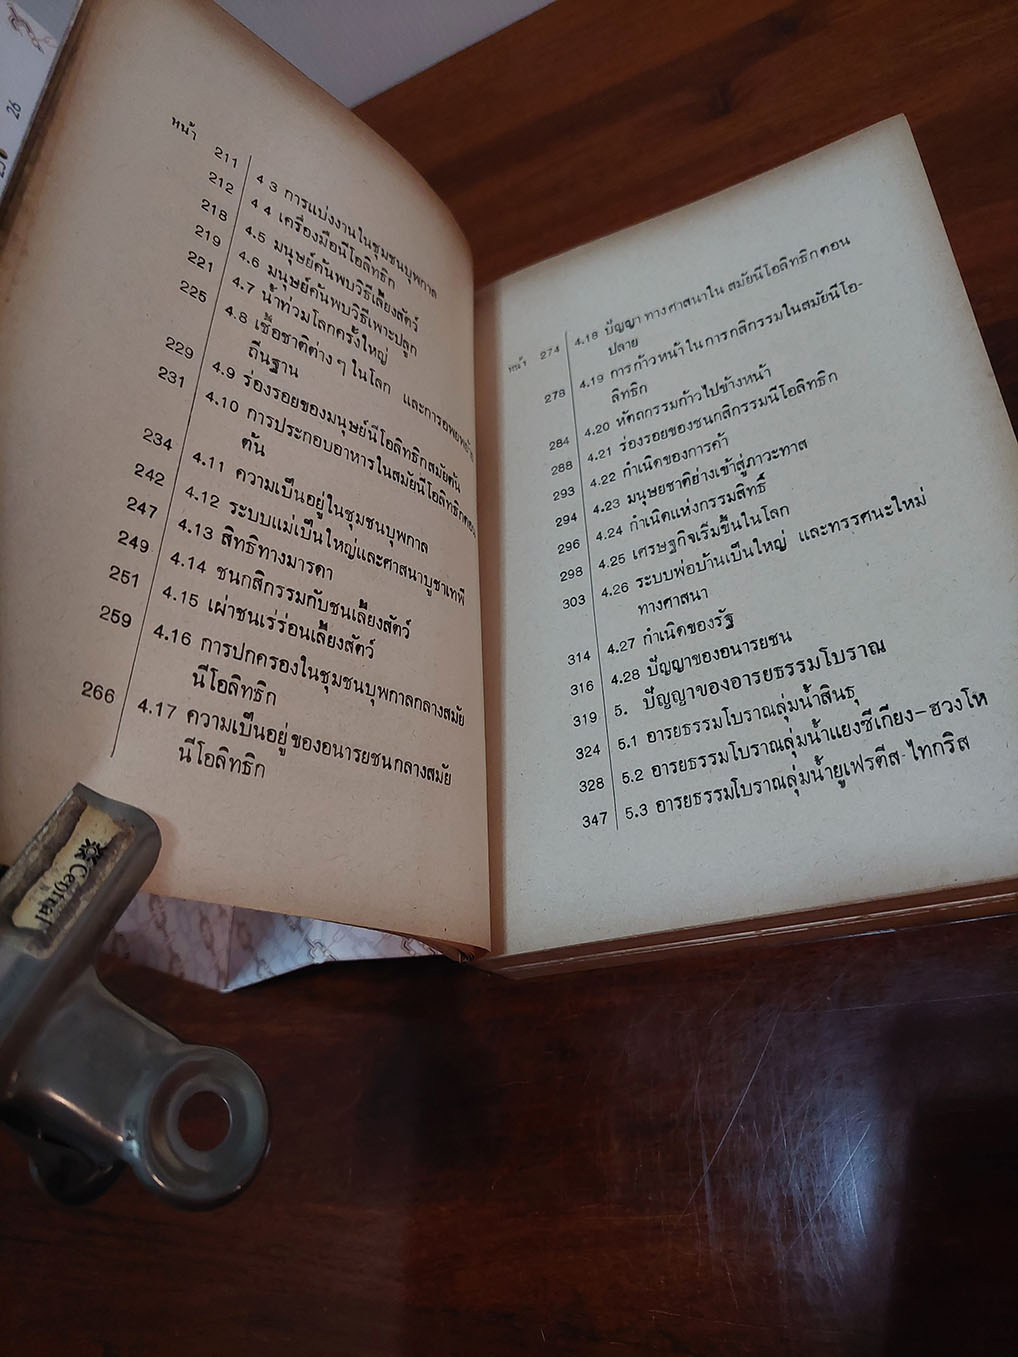 26
หน้า
211 4 3 การแบ่งงานในชุมชนบุพกาล
212 4 4 เครื่องมือนีโอลิทธิก
218 4.5 มนุษย์ค้นพบวิธีเลี้ยงสัตว์
219 4.6 มนุษย์ค้นพบวิธีเพาะปลูก
221 4.7 น้ำท่วมโลกครั้งใหญ่
225 4.8 เชื้อชาติต่าง ๆ ในโลก และการอพยพย้าย
ถิ่นฐาน
229 4.9 ร่องรอยของมนุษย์นีโอลิทธิกสมัยต้น
231 4.10 การประกอบอาหารในสมัยนีโอลิทธิกตอน
ต้น
234 4.11 ความเป็นอยู่ในชุมชนบุพกาล
242 4.12 ระบบแม่เป็นใหญ่และศาสนาบูชาเทพี
247 4.13 สิทธิทางมารดา
249 4.14 ชนกสิกรรมกับชนเลี้ยงสัตว์
251 4.15 เผ่าชนเร่ร่อนเลี้ยงสัตว์
259 4.16 การปกครองในชุมชนบุพกาลกลางสมัย
นีโอลิทธิก
266 4.17 ความเป็นอยู่ของอนารยชนกลางสมัย
นีโอลิทธิก
Central
หน้า 274 4.18 ปัญญาทางศาสนาใน สมัยนีโอลิทธิกตอน
ปลาย
278 4.19 การก้าวหน้าในการกสิกรรมในสมัยนีโอ-
ลิทธิก
284 4.20 หัตถกรรมก้าวไปข้างหน้า
288 4.21 ร่องรอยของชนกสิกรรมนีโอลิทธิก
293 4.22 กำเนิดของการค้า
294 4.23 มนุษยชาติย่างเข้าสู่ภาวะทาส
296 4.24 กำเนิดแห่งกรรมสิทธิ์
298 4.25 เศรษฐกิจเริ่มขึ้นในโลก
303 4.26 ระบบพ่อบ้านเป็นใหญ่ และทรรศนะใหม่
ทางศาสนา
314 4.27 กำเนิดของรัฐ
316 4.28 ปัญญาของอนารยชน
319 5. ปัญญาของอารยธรรมโบราณ
324 5.1 อารยธรรมโบราณลุ่มน้ำสินธุ
328 5.2 อารยธรรมโบราณลุ่มน้ำแยงซีเกียง–ฮวงโห
347 5.3 อารยธรรมโบราณลุ่มน้ำยูเฟรตีส-ไทกริส